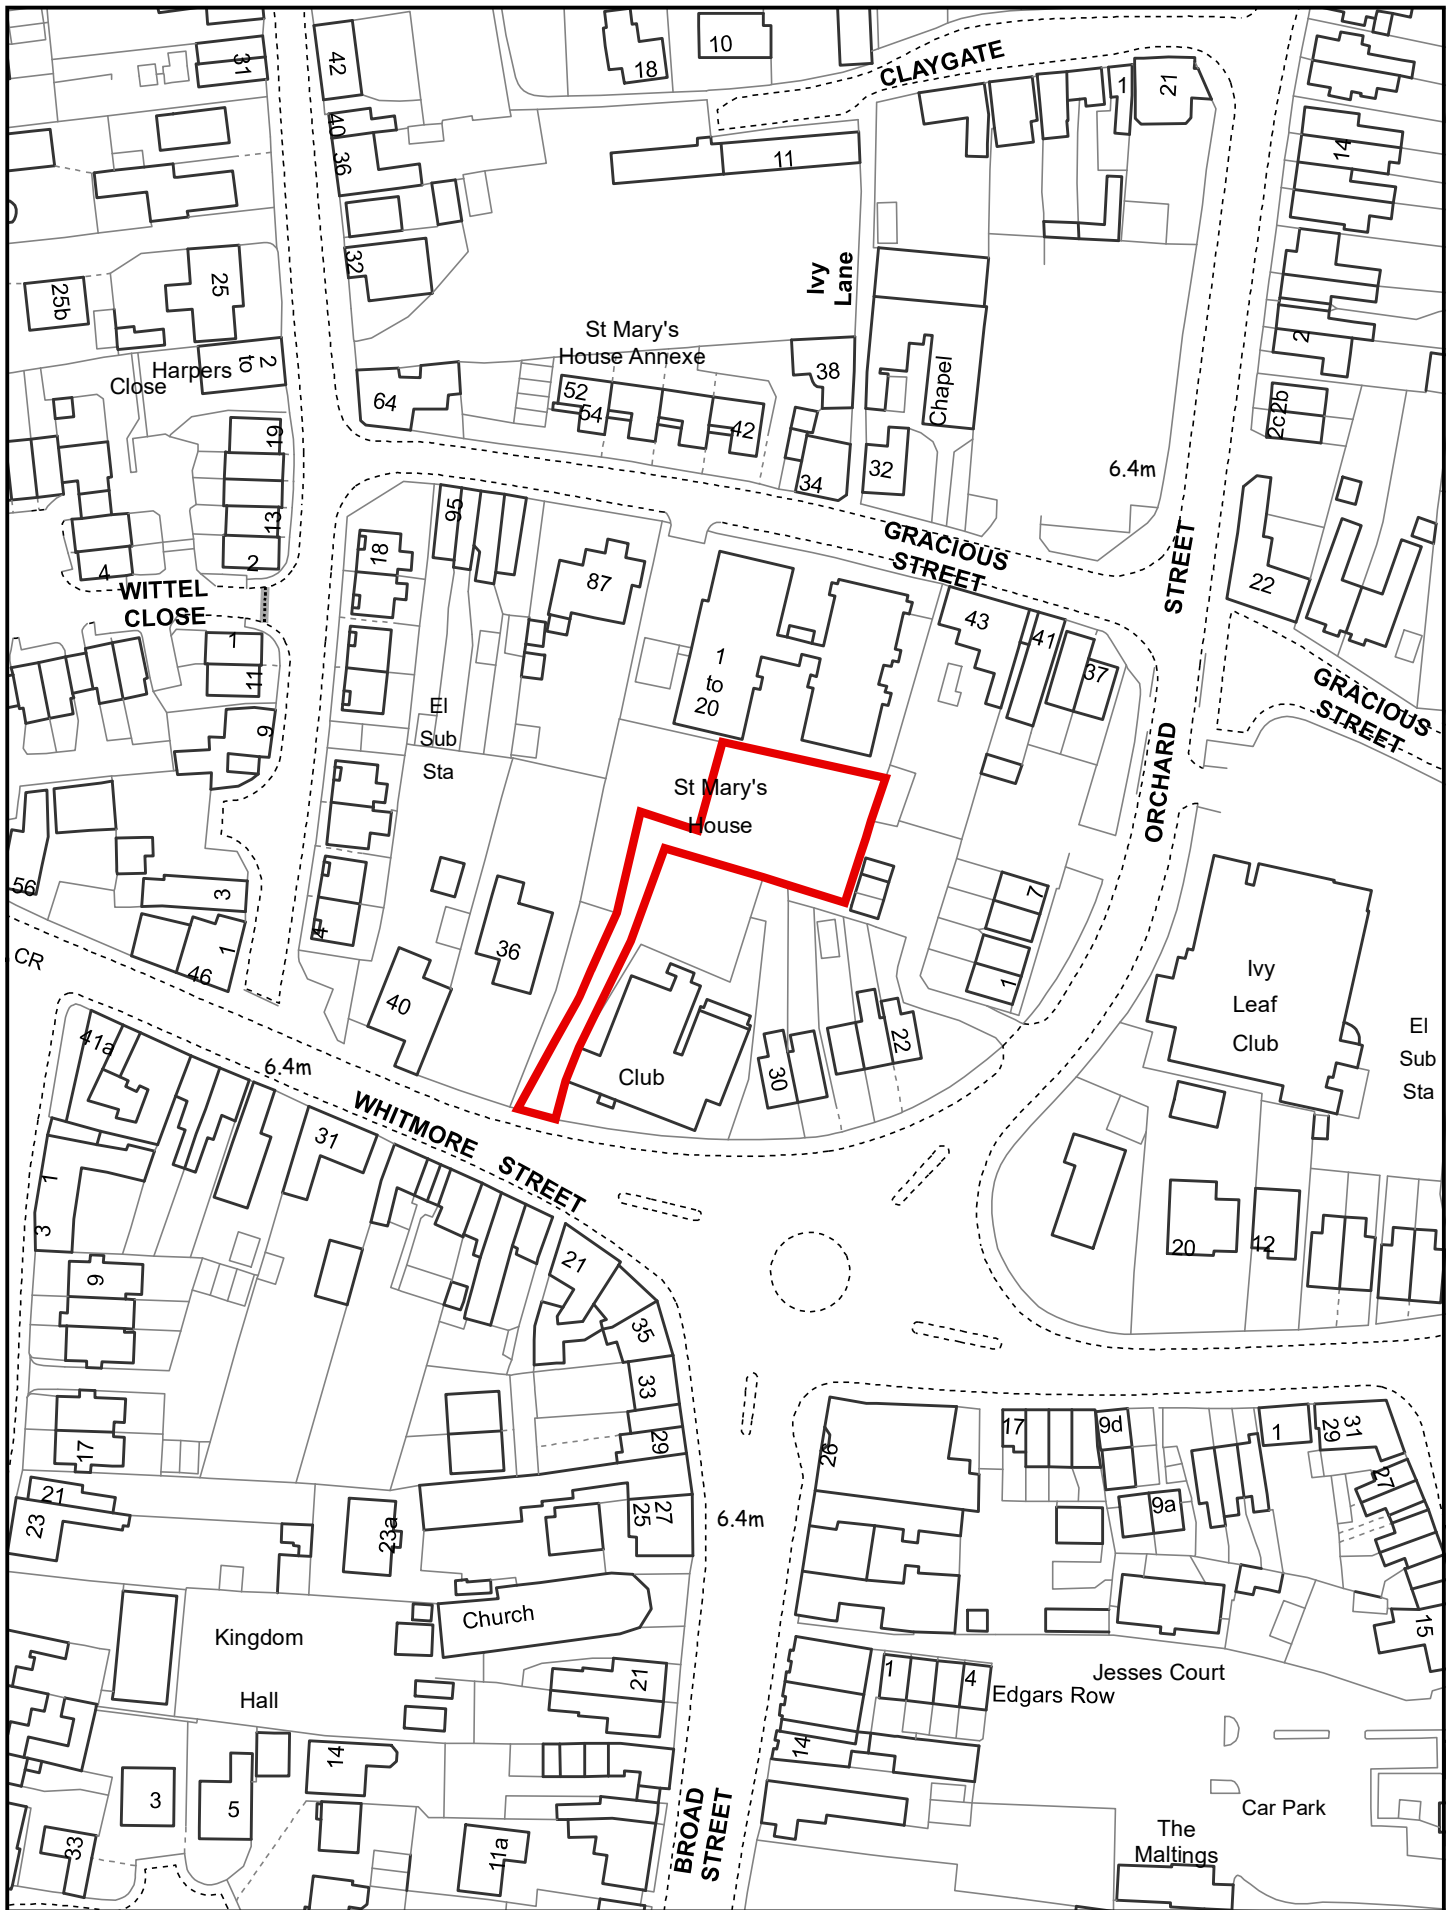 31
42
18
10
CLAYGATE
1
21
40
36
11
14
32
Ivy
Lane
25b
25
2
to
Harpers
Close
St Mary's
House Annexe
38
Chapel
2
64
52
54
42
2c2b
19
34
32
6.4m
95
13
18
GRACIOUS
STREET
STREET
4
2
WITTEL
CLOSE
87
22
43
41
37
1
11
1
to
20
GRACIOUS
STREET
El
Sub
Sta
9
St Mary's
House
ORCHARD
56
3
7
4
1
46
CR
36
40
1
Ivy
Leaf
Club
22
El
Sub
Sta
41a
6.4m
Club
30
WHITMORE STREET
31
1
3
20
12
9
21
35
33
29
17
26
17
9d
1
29
31
27
21
23
23a
25
27
6.4m
9a
Church
15
Kingdom
Hall
21
1
4
Edgars Row
Jesses Court
14
14
3
5
33
11a
BROAD
STREET
Car Park
The
Maltings